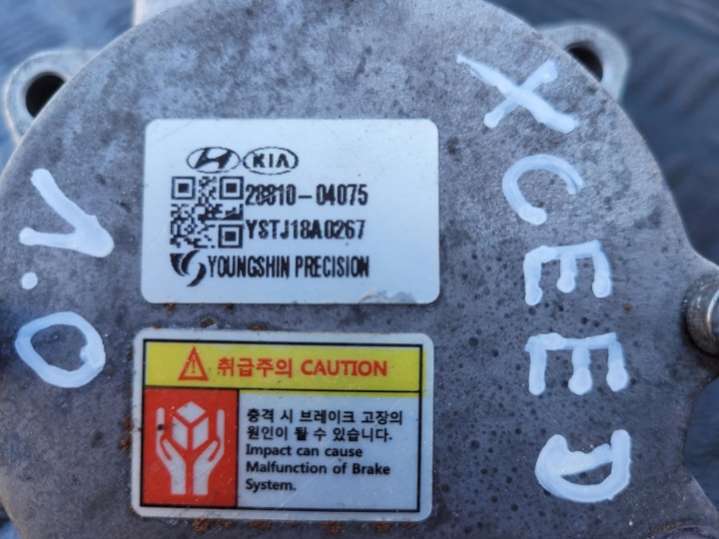 KIA
28810-04075
YSTJ18A0267
YOUNGSHIN PRECISION
취급주의 CAUTION
충격 시 브레이크 고장의
원인이 될 수 있습니다.
Impact can cause
Malfunction of Brake
System.
1.0
XCEED